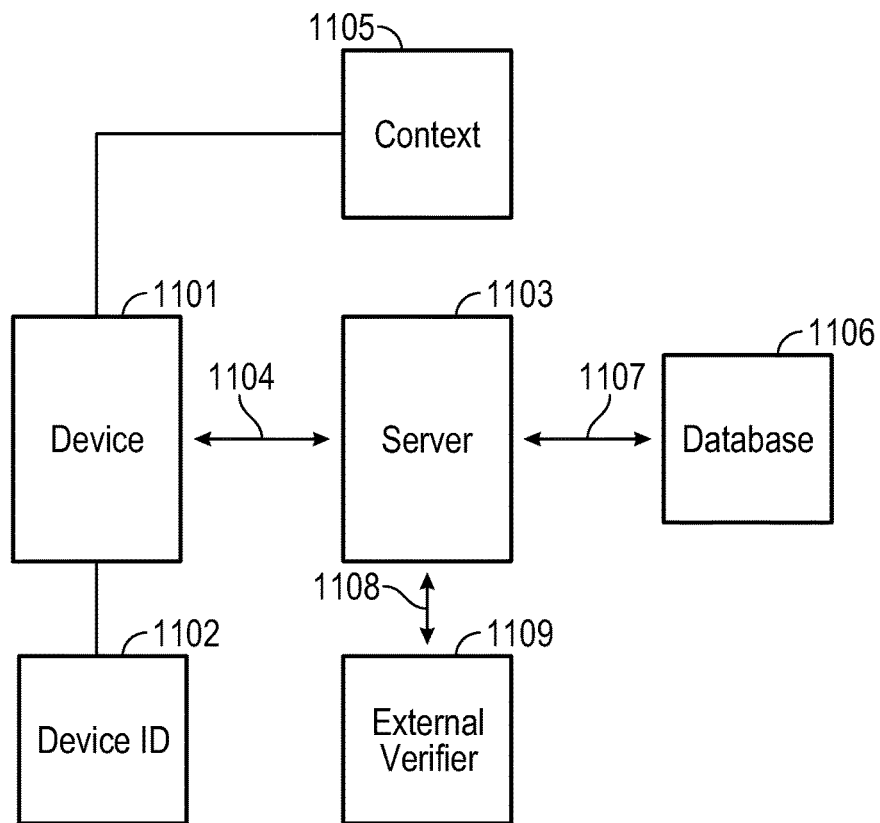 1105
Context
1101
1103
1106
1104
1107
Device
Server
Database
1108
1102
1109
Device ID
External
Verifier